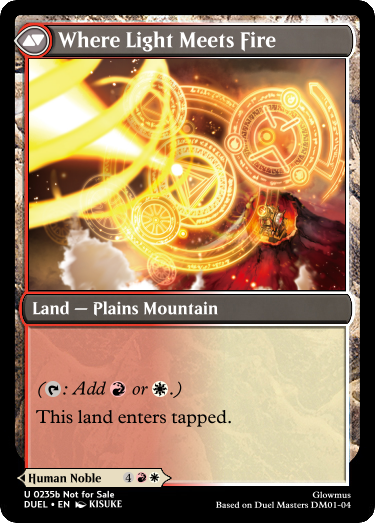 Where Light Meets Fire
Land — Plains Mountain
(: Add or .)
This land enters tapped.
Human Noble 4
U 0235b Not for Sale
DUEL • EN KISUKE
Glowmus
Based on Duel Masters DM01-04